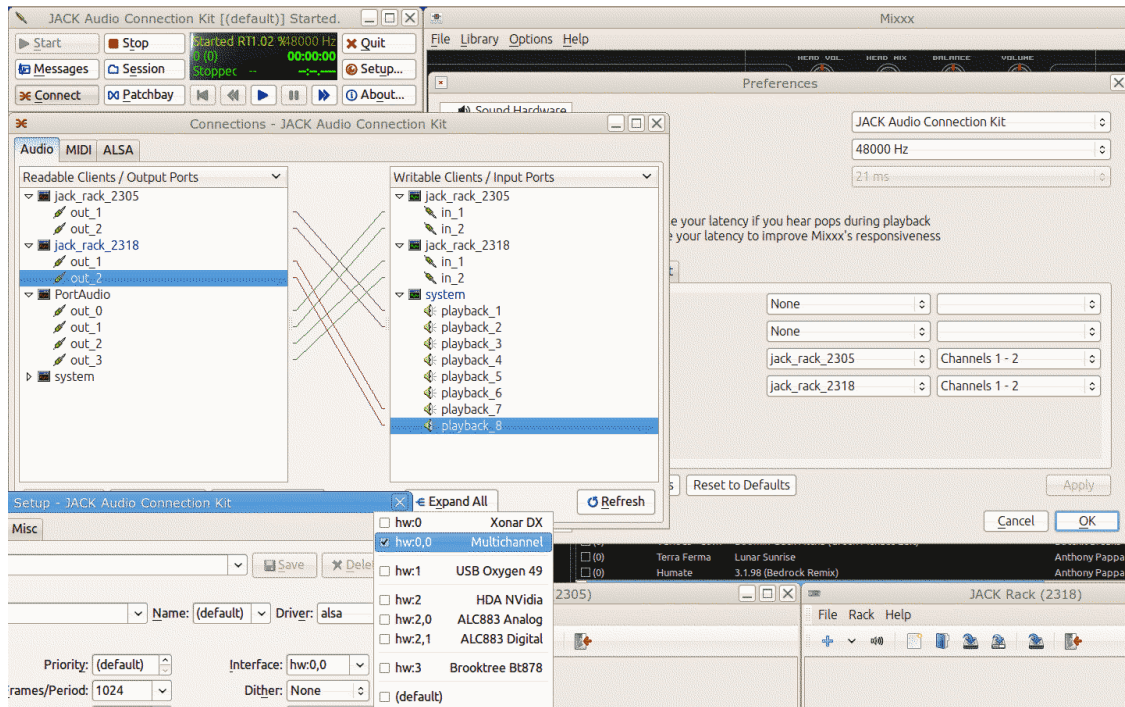 JACK Audio Connection Kit [(default)] Started.
Start Stop Started RT1.02 %48000 Hz Quit
0 (0) 00:00:00
Messages Session Stopped -- --:--.---- Setup...
Connect Patchbay About...
Mixxx
File Library Options Help
HEAD VOL. HEAD MIX BALANCE VOLUME
Preferences
Sound Hardware
JACK Audio Connection Kit
48000 Hz
21 ms
e your latency if you hear pops during playback
e your latency to improve Mixxx's responsiveness
t
None
None
jack_rack_2305 Channels 1 - 2
jack_rack_2318 Channels 1 - 2
s Reset to Defaults Apply
Cancel OK
Connections - JACK Audio Connection Kit
Audio MIDI ALSA
Readable Clients / Output Ports
jack_rack_2305
out_1
out_2
jack_rack_2318
out_1
out_2
PortAudio
out_0
out_1
out_2
out_3
system
Writable Clients / Input Ports
jack_rack_2305
in_1
in_2
jack_rack_2318
in_1
in_2
system
playback_1
playback_2
playback_3
playback_4
playback_5
playback_6
playback_7
playback_8
Expand All Refresh
Setup - JACK Audio Connection Kit
Misc
Save Dele
Name: (default) Driver: alsa
Priority: (default) Interface: hw:0,0
rames/Period: 1024 Dither: None
hw:0 Xonar DX
hw:0,0 Multichannel
hw:1 USB Oxygen 49
hw:2 HDA NVidia
hw:2,0 ALC883 Analog
hw:2,1 ALC883 Digital
hw:3 Brooktree Bt878
(default)
(0) Terra Ferma Lunar Sunrise Anthony Pappa
(0) Humate 3.1.98 (Bedrock Remix) Anthony Pappa
2305)
JACK Rack (2318)
File Rack Help